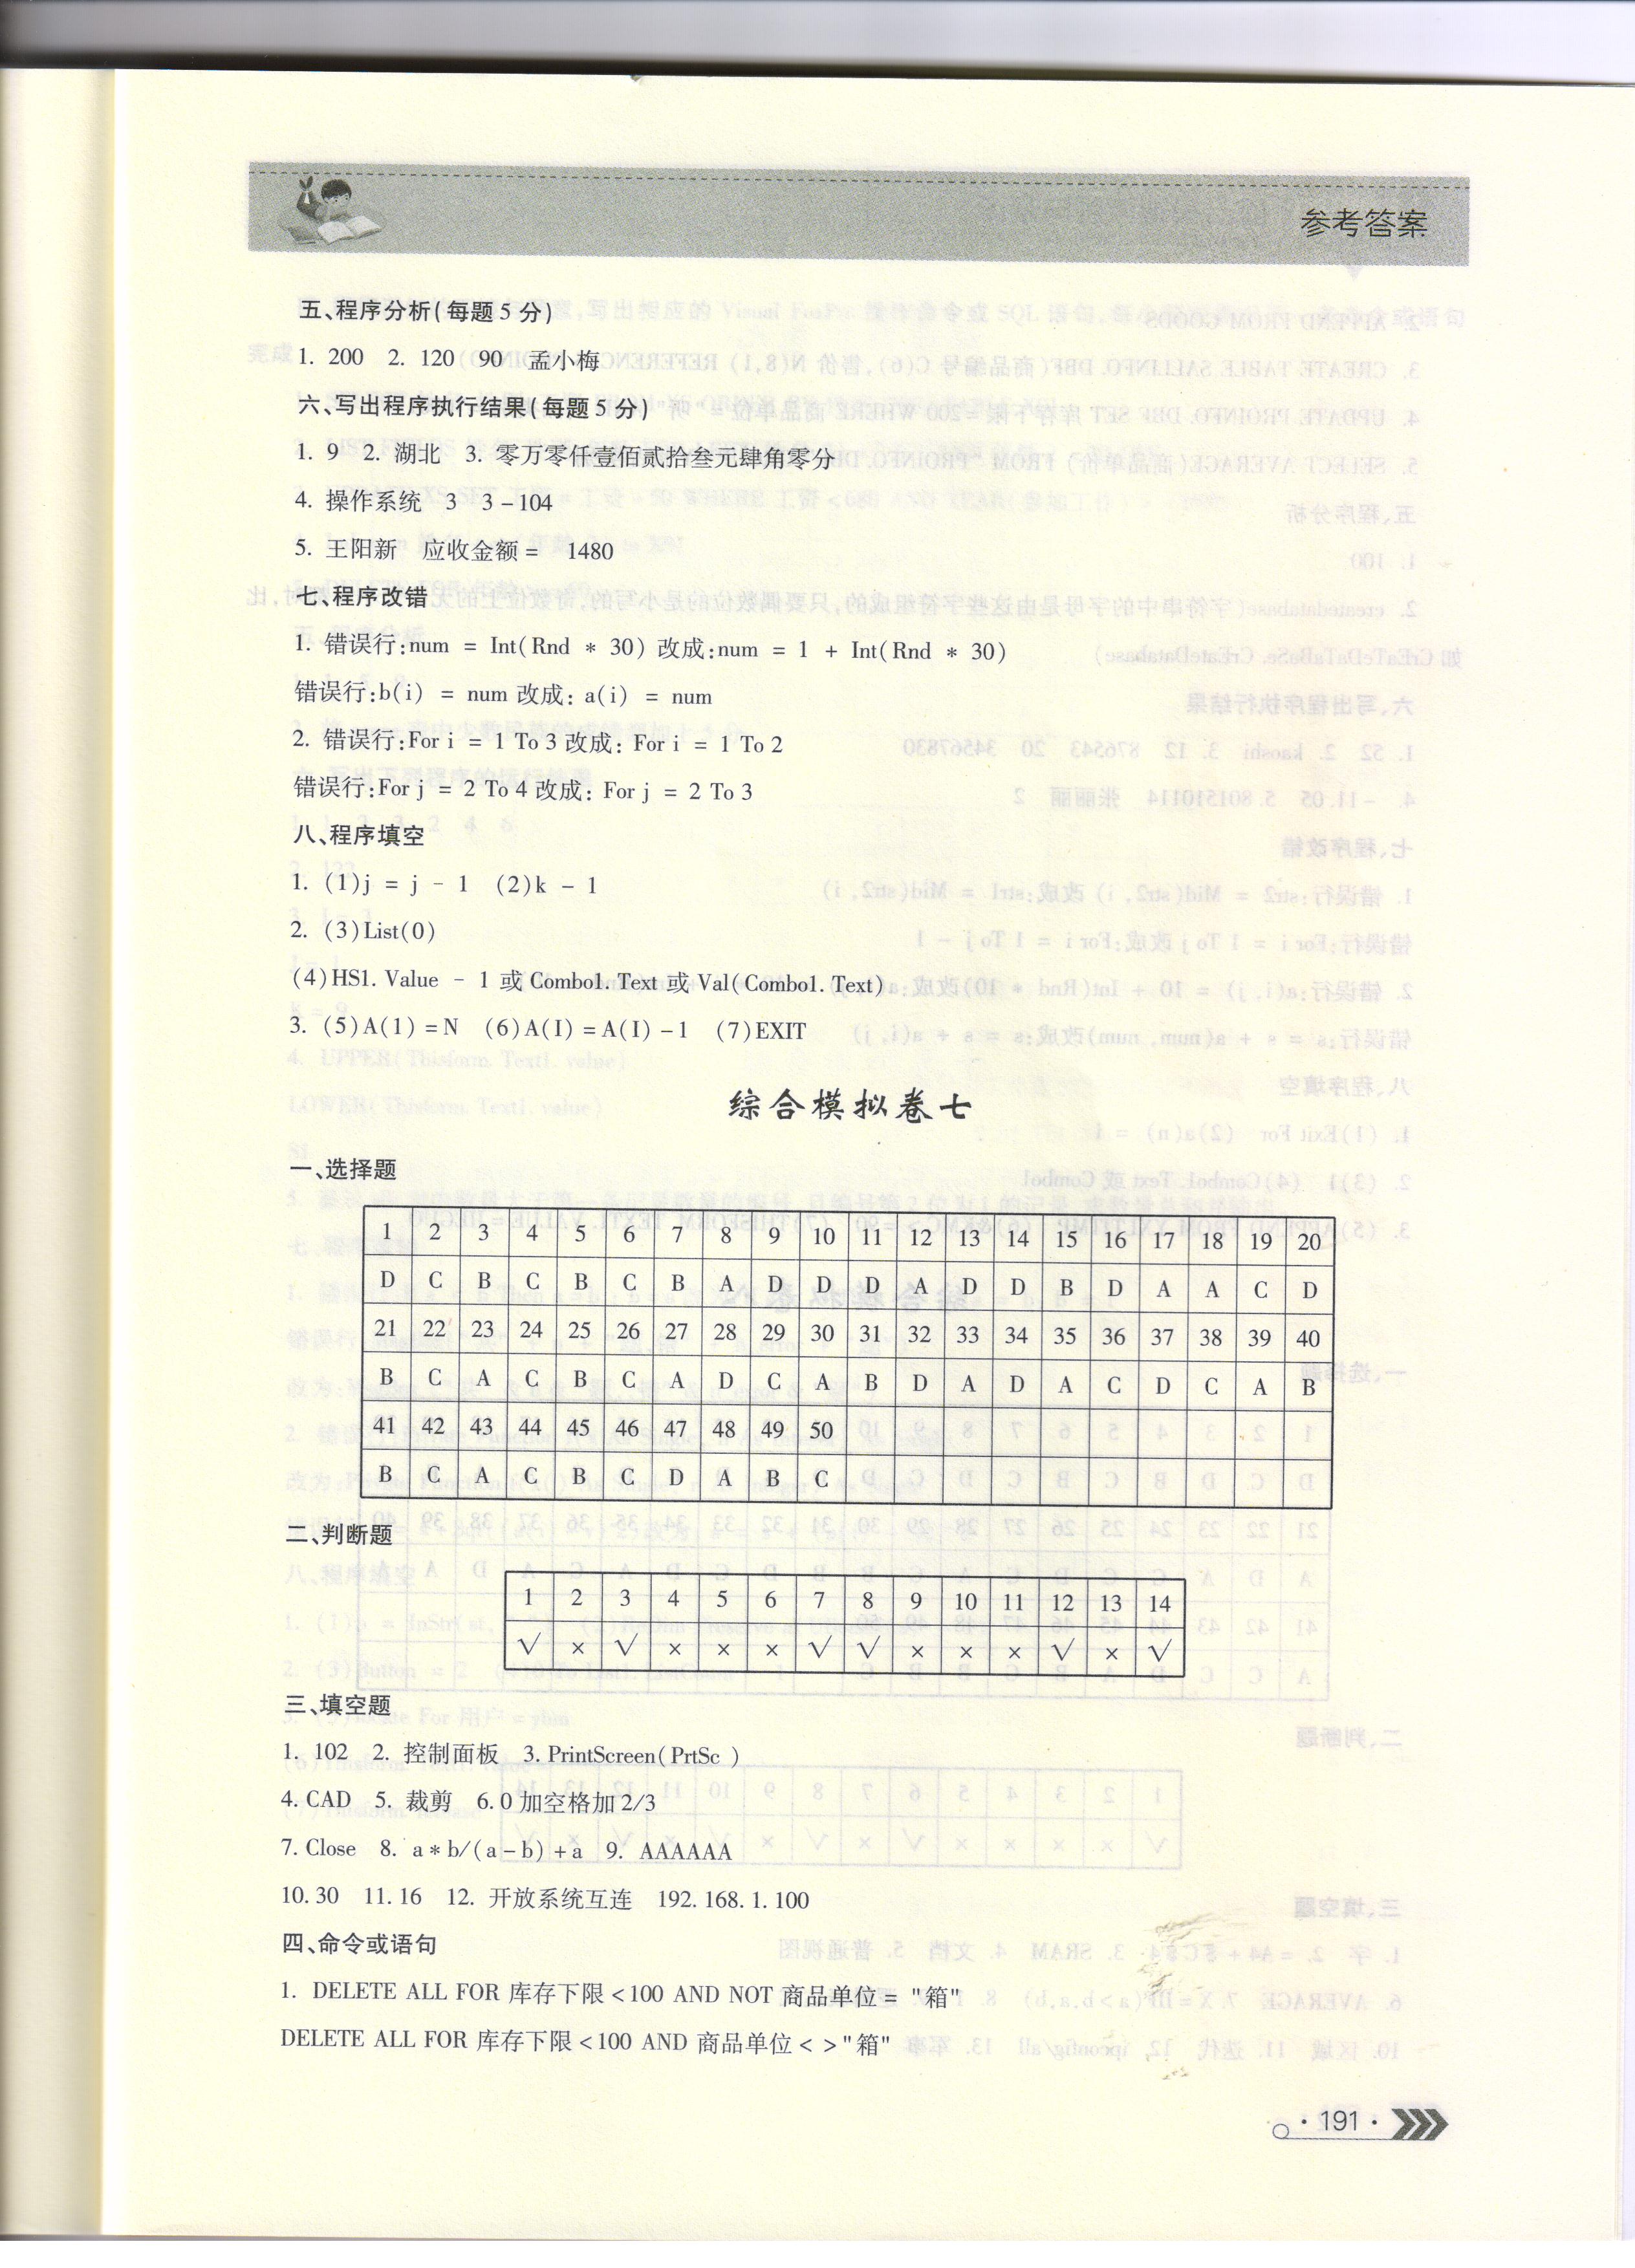 参考答案
五、程序分析(每题5分)
1. 200 2. 120 90 孟小梅
六、写出程序执行结果(每题5分)
1. 9 2. 湖北 3. 零万零仟壹佰贰拾叁元肆角零分
4. 操作系统 3 3-104
5. 王阳新 应收金额= 1480
七、程序改错
1. 错误行:num = Int(Rnd * 30) 改成:num = 1 + Int(Rnd * 30)
错误行:b(i) = num 改成: a(i) = num
2. 错误行:For i = 1 To 3 改成: For i = 1 To 2
错误行:For j = 2 To 4 改成: For j = 2 To 3
八、程序填空
1. (1)j = j - 1 (2)k - 1
2. (3)List(0)
(4)HS1. Value - 1 或 Combo1. Text 或 Val(Combo1. Text)
3. (5)A(1)=N (6)A(I)=A(I)-1 (7)EXIT
综合模拟卷七
一、选择题
1 2 3 4 5 6 7 8 9 10 11 12 13 14 15 16 17 18 19 20
D C B C B C B A D D D A D D B D A A C D
21 22 23 24 25 26 27 28 29 30 31 32 33 34 35 36 37 38 39 40
B C A C B C A D C A B D A D A C D C A B
41 42 43 44 45 46 47 48 49 50
B C A C B C D A B C
二、判断题
1 2 3 4 5 6 7 8 9 10 11 12 13 14
√ × √ × × × √ √ × × × √ × √
三、填空题
1. 102 2. 控制面板 3. PrintScreen(PrtSc )
4. CAD 5. 裁剪 6. 0加空格加2/3
7. Close 8. a*b/(a-b)+a 9. AAAAAA
10. 30 11. 16 12. 开放系统互连 192. 168. 1. 100
四、命令或语句
1. DELETE ALL FOR 库存下限<100 AND NOT 商品单位= "箱"
DELETE ALL FOR 库存下限<100 AND 商品单位< >"箱"
· 191 ·